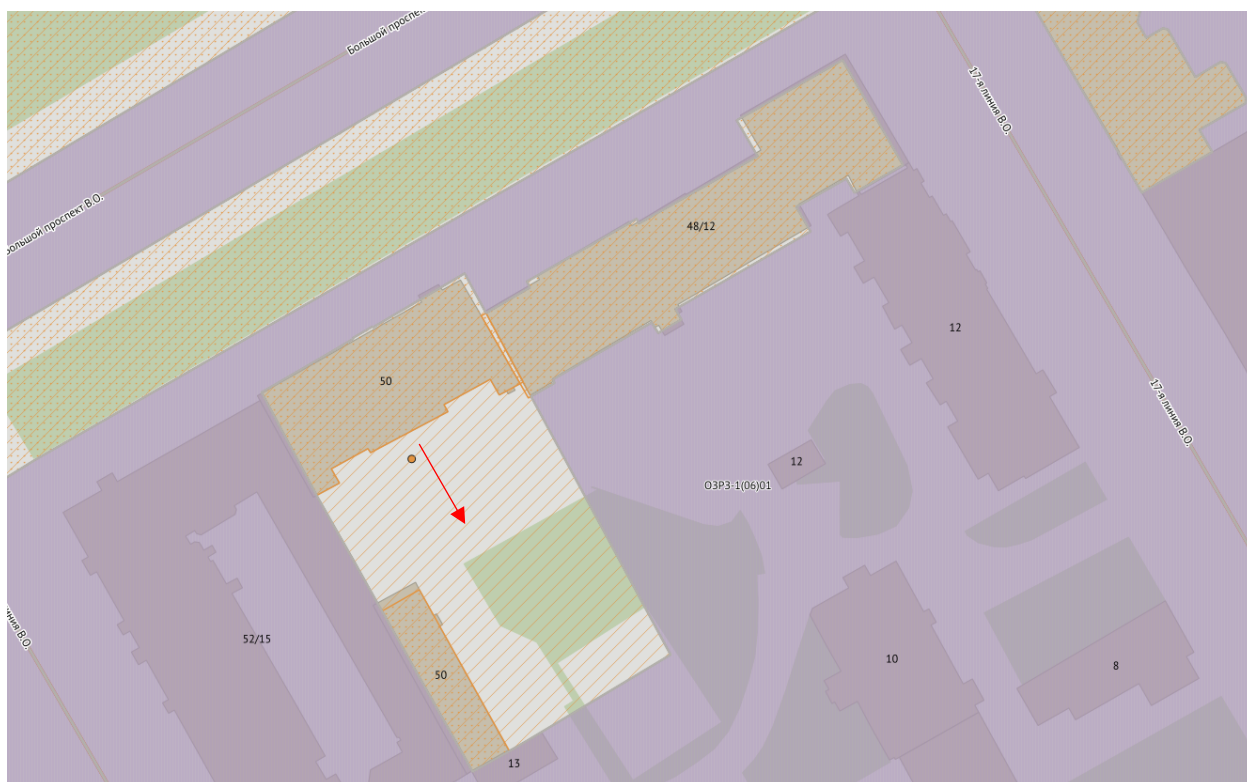 Большой проспект
17-я линия В.О.
Большой проспект В.О.
48/12
12
50
17-я линия В.О.
12
ОЗРЗ-1(06)01
52/15
линия В.О.
50
10
8
13